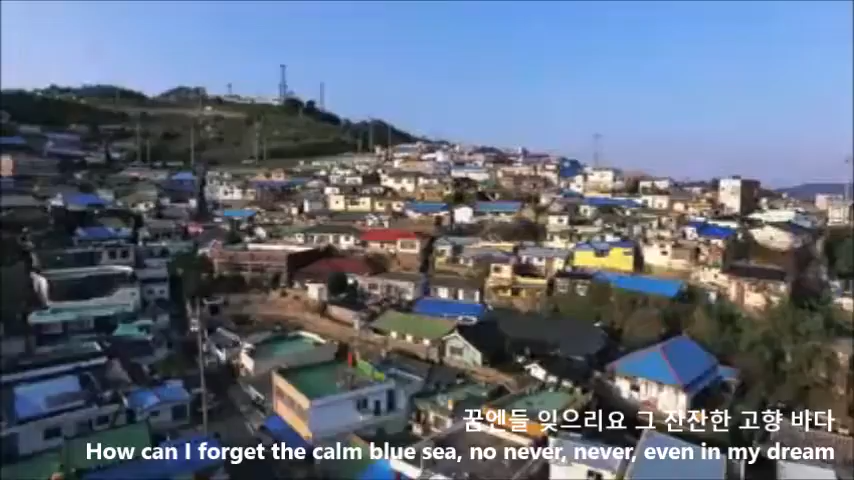 꿈엔들 잊으리요 그 잔잔한 고향 바다
How can I forget the calm blue sea, no never, never, even in my dream